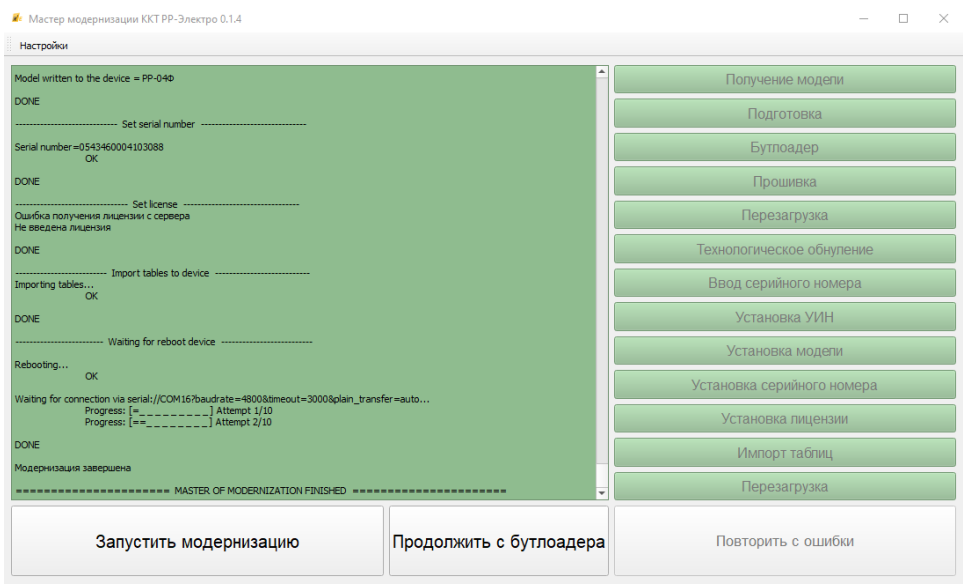 Мастер модернизации ККТ РР-Электро 0.1.4
Настройки
Model written to the device = РР-04Ф
DONE
----------------------------- Set serial number ------------------------------
Serial number=0543460004103088
OK
DONE
-------------------------------- Set license ---------------------------------
Ошибка получения лицензии с сервера
Не введена лицензия
DONE
-------------------------- Import tables to device ---------------------------
Importing tables...
OK
DONE
------------------------- Waiting for reboot device --------------------------
Rebooting...
OK
Waiting for connection via serial://COM16?baudrate=4800&timeout=3000&plain_transfer=auto...
Progress: [=_ _ _ _ _ _ _ _ _] Attempt 1/10
Progress: [==_ _ _ _ _ _ _ _] Attempt 2/10
DONE
Модернизация завершена
====================== MASTER OF MODERNIZATION FINISHED ======================
Получение модели
Подготовка
Бутлоадер
Прошивка
Перезагрузка
Технологическое обнуление
Ввод серийного номера
Установка УИН
Установка модели
Установка серийного номера
Установка лицензии
Импорт таблиц
Перезагрузка
Запустить модернизацию
Продолжить с бутлоадера
Повторить с ошибки